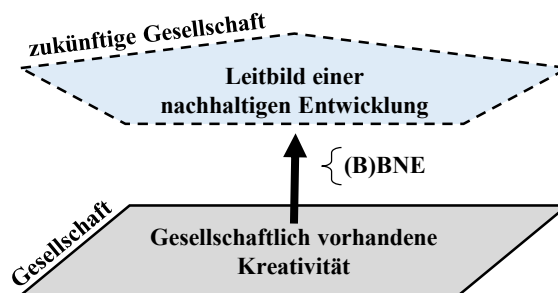 zukünftige Gesellschaft
Leitbild einer
nachhaltigen Entwicklung
(B)BNE
Gesellschaft
Gesellschaftlich vorhandene
Kreativität